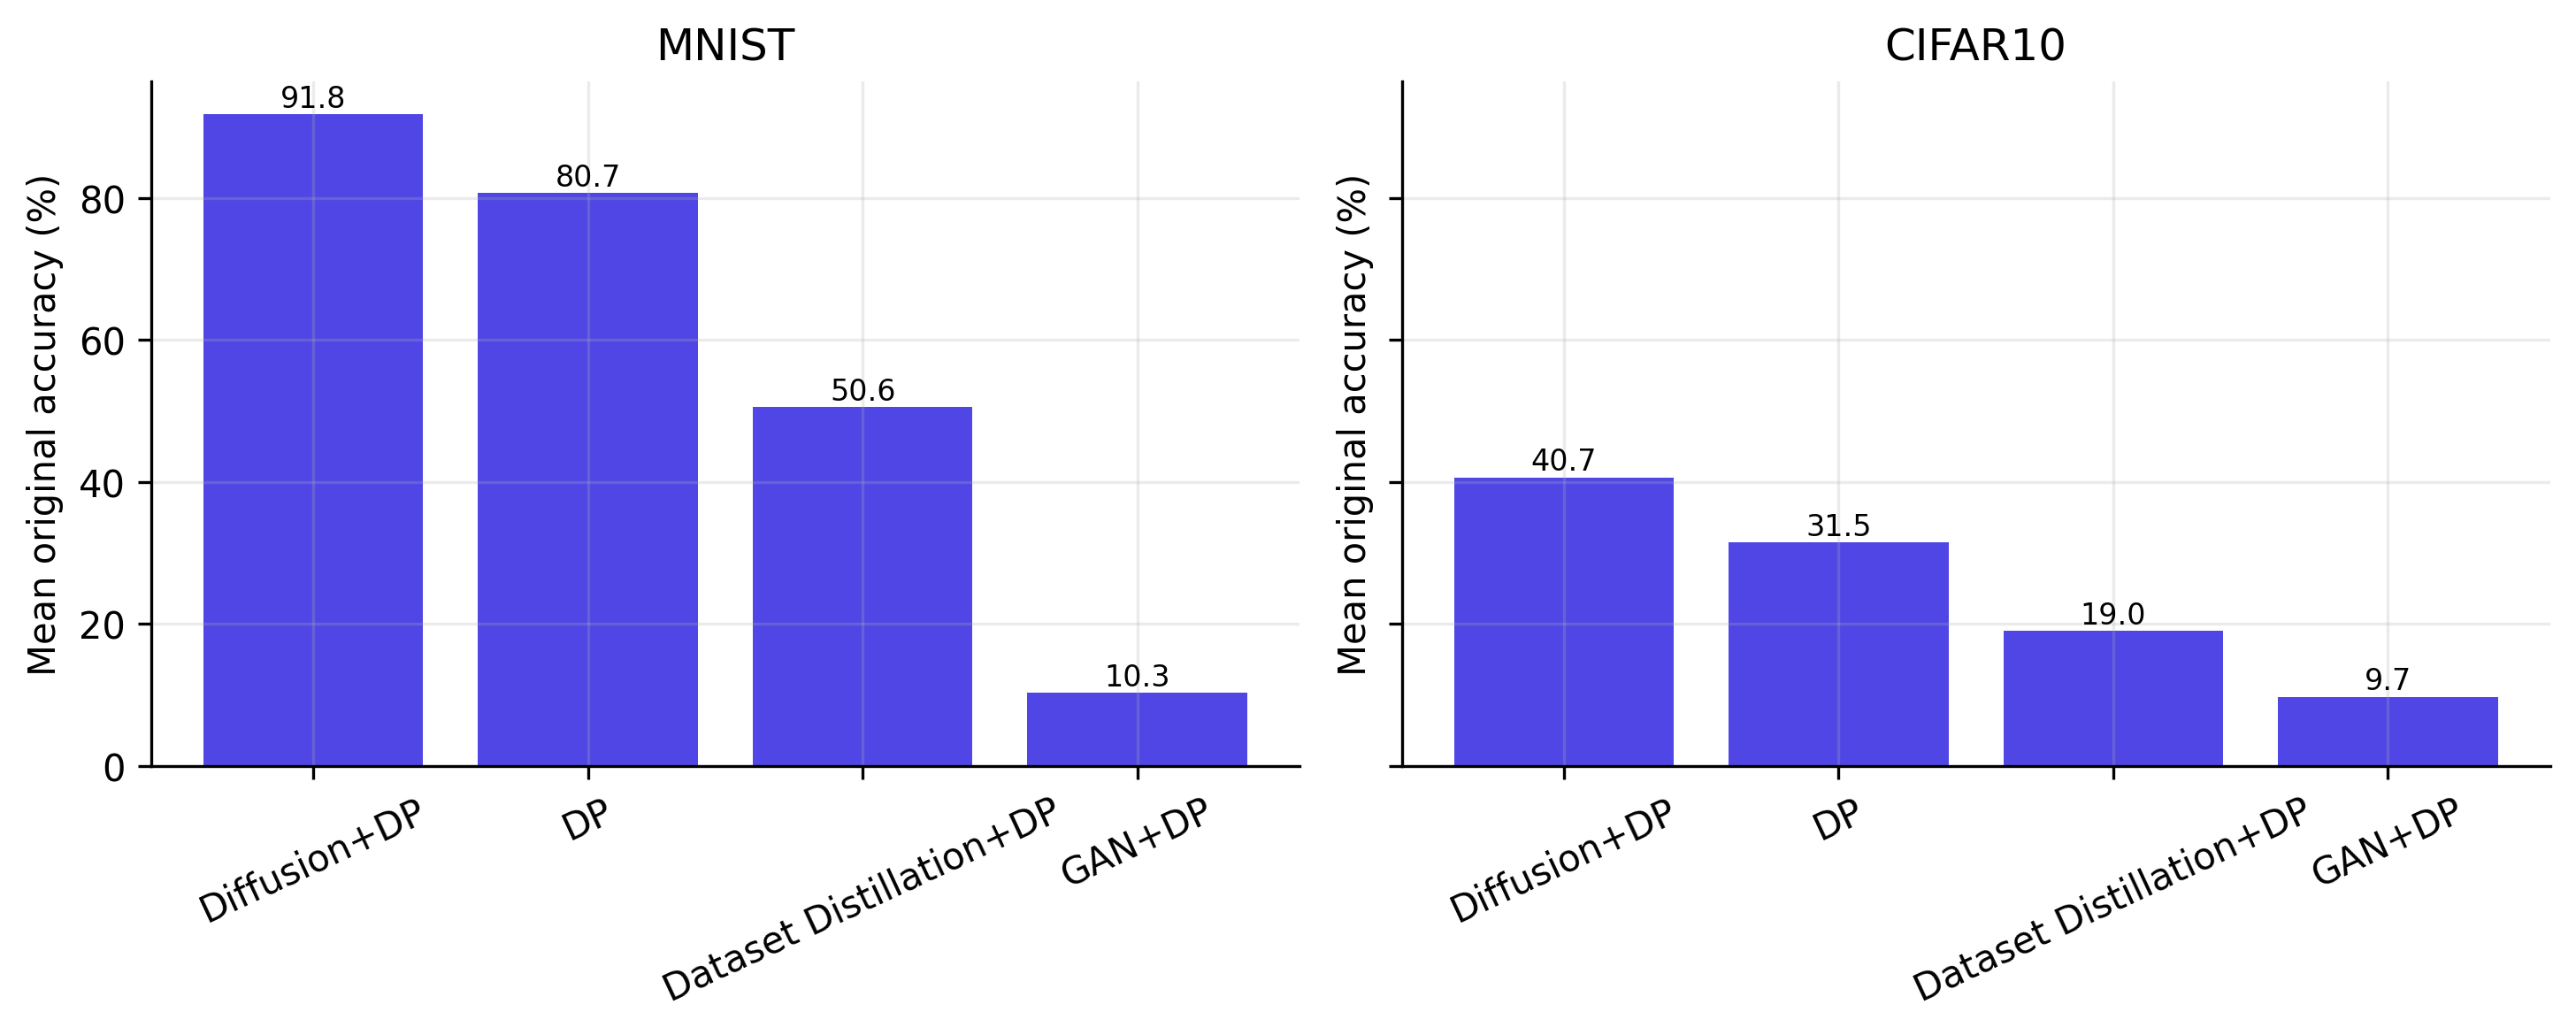 MNIST
Mean original accuracy (%)
80
60
40
20
0
91.8
80.7
50.6
10.3
Diffusion+DP
DP
Dataset Distillation+DP
GAN+DP
CIFAR10
Mean original accuracy (%)
40.7
31.5
19.0
9.7
Diffusion+DP
DP
Dataset Distillation+DP
GAN+DP